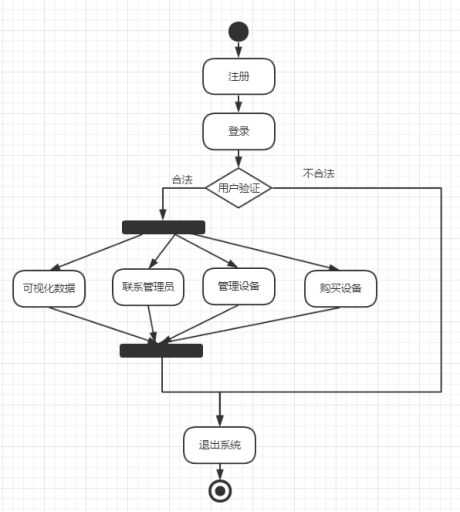 注册
登录
合法
用户验证
不合法
可视化数据
联系管理员
管理设备
购买设备
退出系统